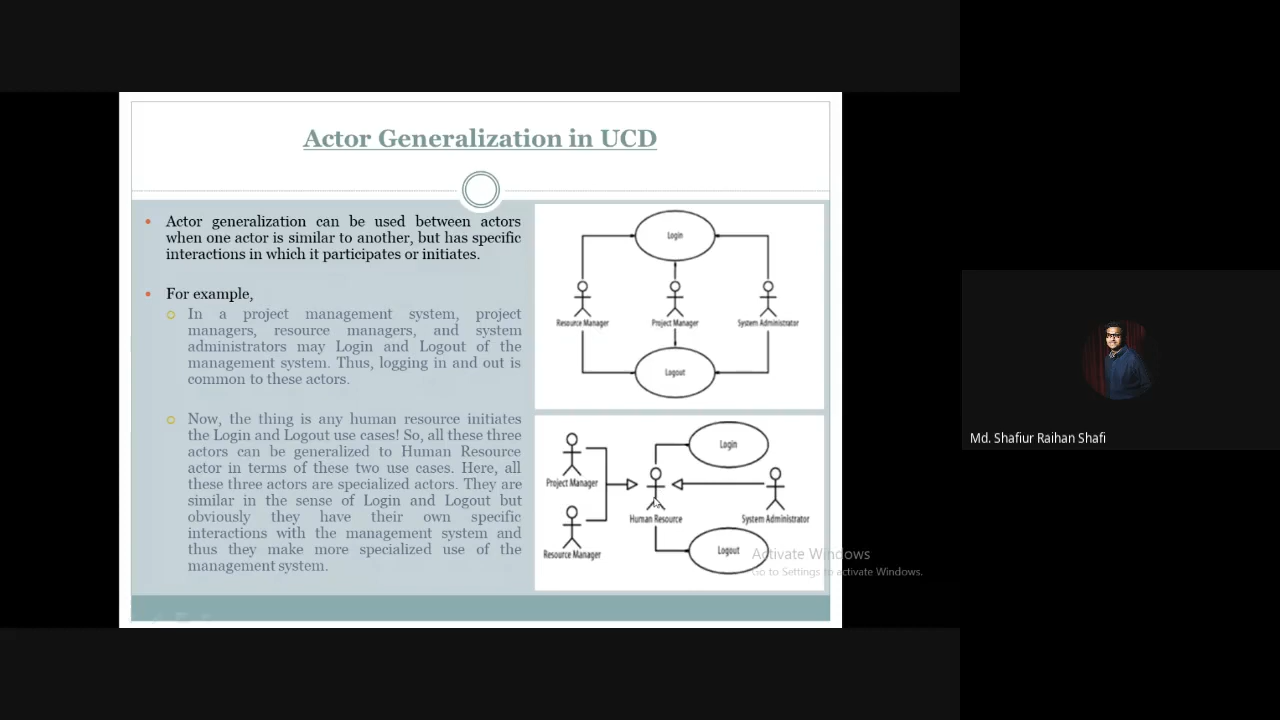 Actor Generalization in UCD
Actor generalization can be used between actors
when one actor is similar to another, but has specific
interactions in which it participates or initiates.
For example,
In a project management system, project
managers, resource managers, and system
administrators may Login and Logout of the
management system. Thus, logging in and out is
common to these actors.
Now, the thing is any human resource initiates
the Login and Logout use cases! So, all these three
actors can be generalized to Human Resource
actor in terms of these two use cases. Here, all
these three actors are specialized actors. They are
similar in the sense of Login and Logout but
obviously they have their own specific
interactions with the management system and
thus they make more specialized use of the
management system.
Login
Resource Manager Project Manager System Administrator
Logout
Login
Project Manager
Human Resource System Administrator
Resource Manager
Logout
Activate Windows
Go to Settings to activate Windows.
Md. Shafiur Raihan Shafi